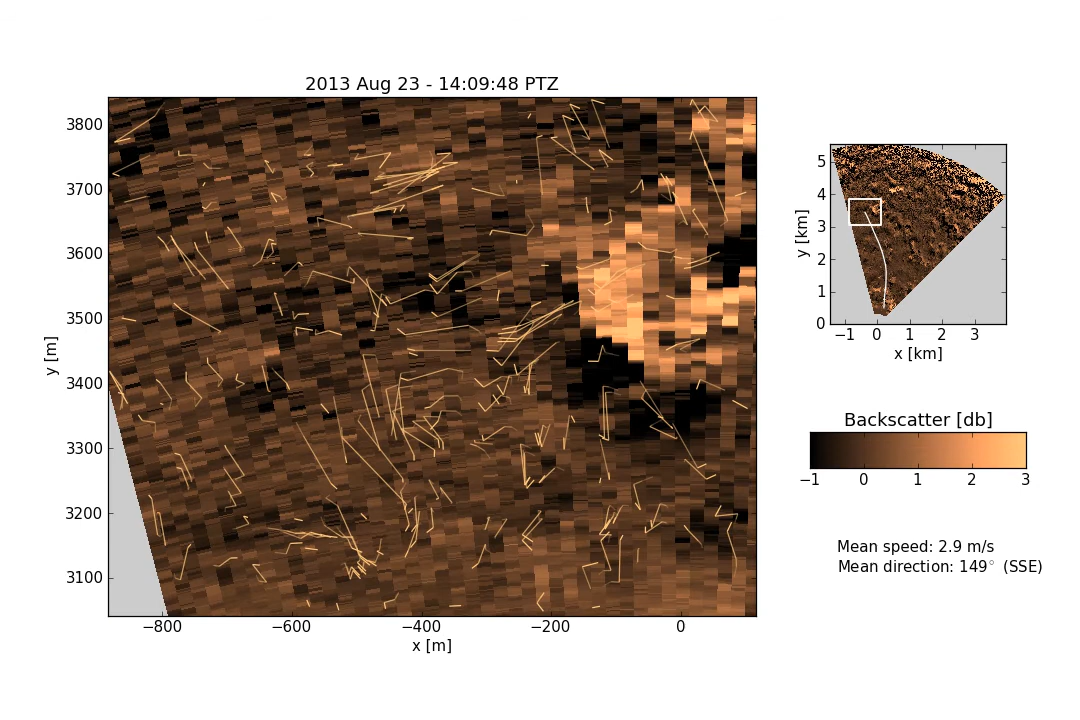 2013 Aug 23 - 14:09:48 PTZ
3800
3700
3600
3500
3400
3300
3200
3100
y [m]
−800 −600 −400 −200 0
x [m]
5
4
3
2
1
0
y [km]
−1 0 1 2 3
x [km]
Backscatter [db]
−1 0 1 2 3
Mean speed: 2.9 m/s
Mean direction: 149° (SSE)